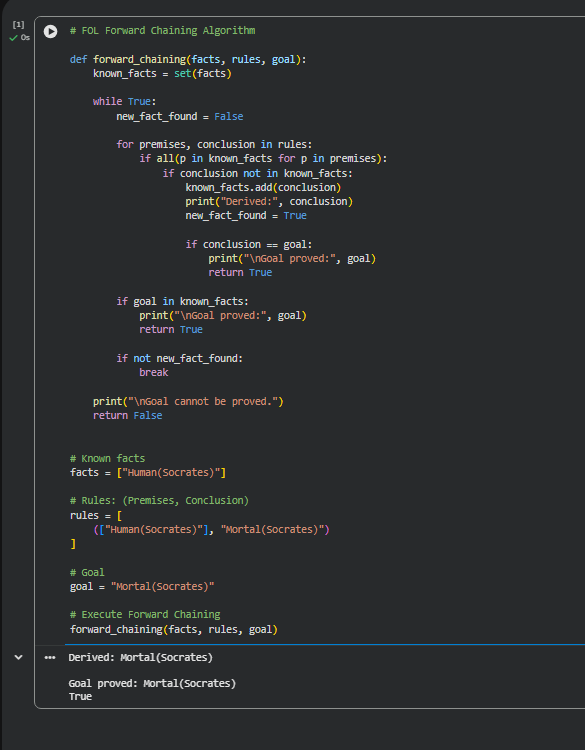 [1]
0s
# FOL Forward Chaining Algorithm
def forward_chaining(facts, rules, goal):
    known_facts = set(facts)
    while True:
        new_fact_found = False
        for premises, conclusion in rules:
            if all(p in known_facts for p in premises):
                if conclusion not in known_facts:
                    known_facts.add(conclusion)
                    print("Derived:", conclusion)
                    new_fact_found = True
                    if conclusion == goal:
                        print("\nGoal proved:", goal)
                        return True
        if goal in known_facts:
            print("\nGoal proved:", goal)
            return True
        if not new_fact_found:
            break
    print("\nGoal cannot be proved.")
    return False
# Known facts
facts = ["Human(Socrates)"]
# Rules: (Premises, Conclusion)
rules = [
    (["Human(Socrates)"], "Mortal(Socrates)")
]
# Goal
goal = "Mortal(Socrates)"
# Execute Forward Chaining
forward_chaining(facts, rules, goal)
Derived: Mortal(Socrates)
Goal proved: Mortal(Socrates)
True